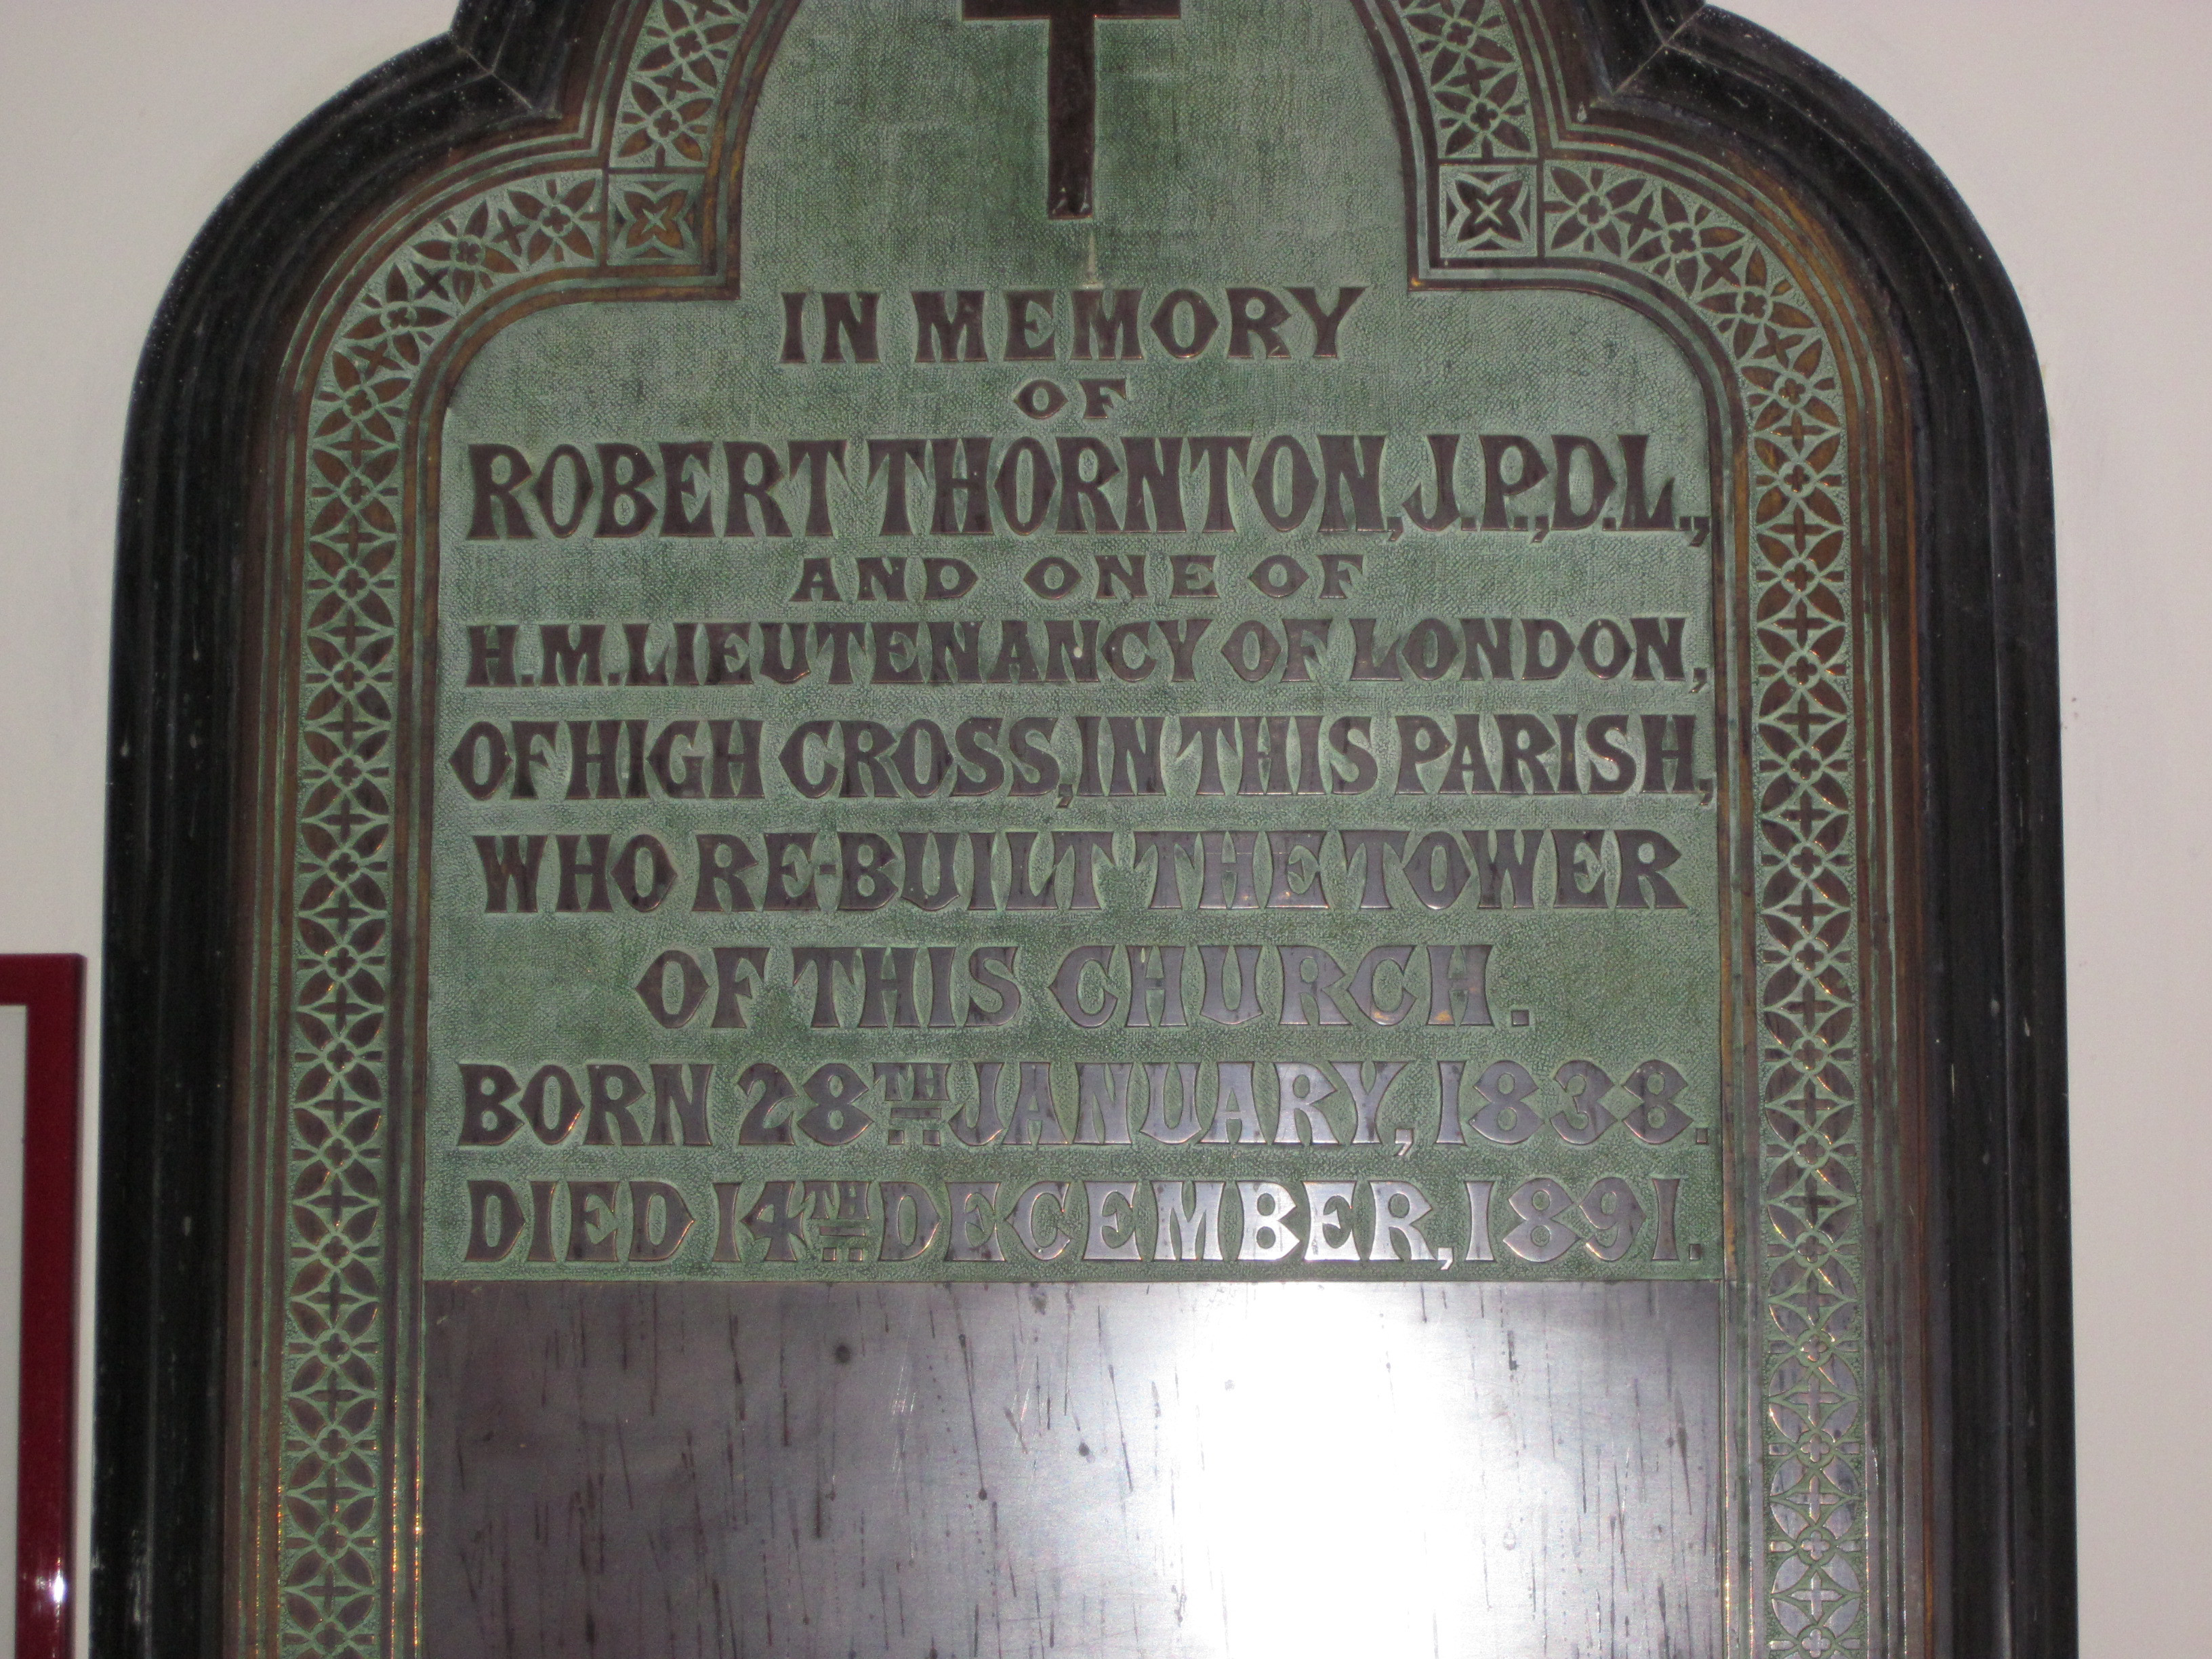 IN MEMORY
OF
ROBERT THORNTON, J.P., D.L.,
AND ONE OF
H.M. LIEUTENANCY OF LONDON,
OF HIGH CROSS, IN THIS PARISH,
WHO RE-BUILT THE TOWER
OF THIS CHURCH.
BORN 28TH JANUARY, 1838.
DIED 14TH DECEMBER, 1891.